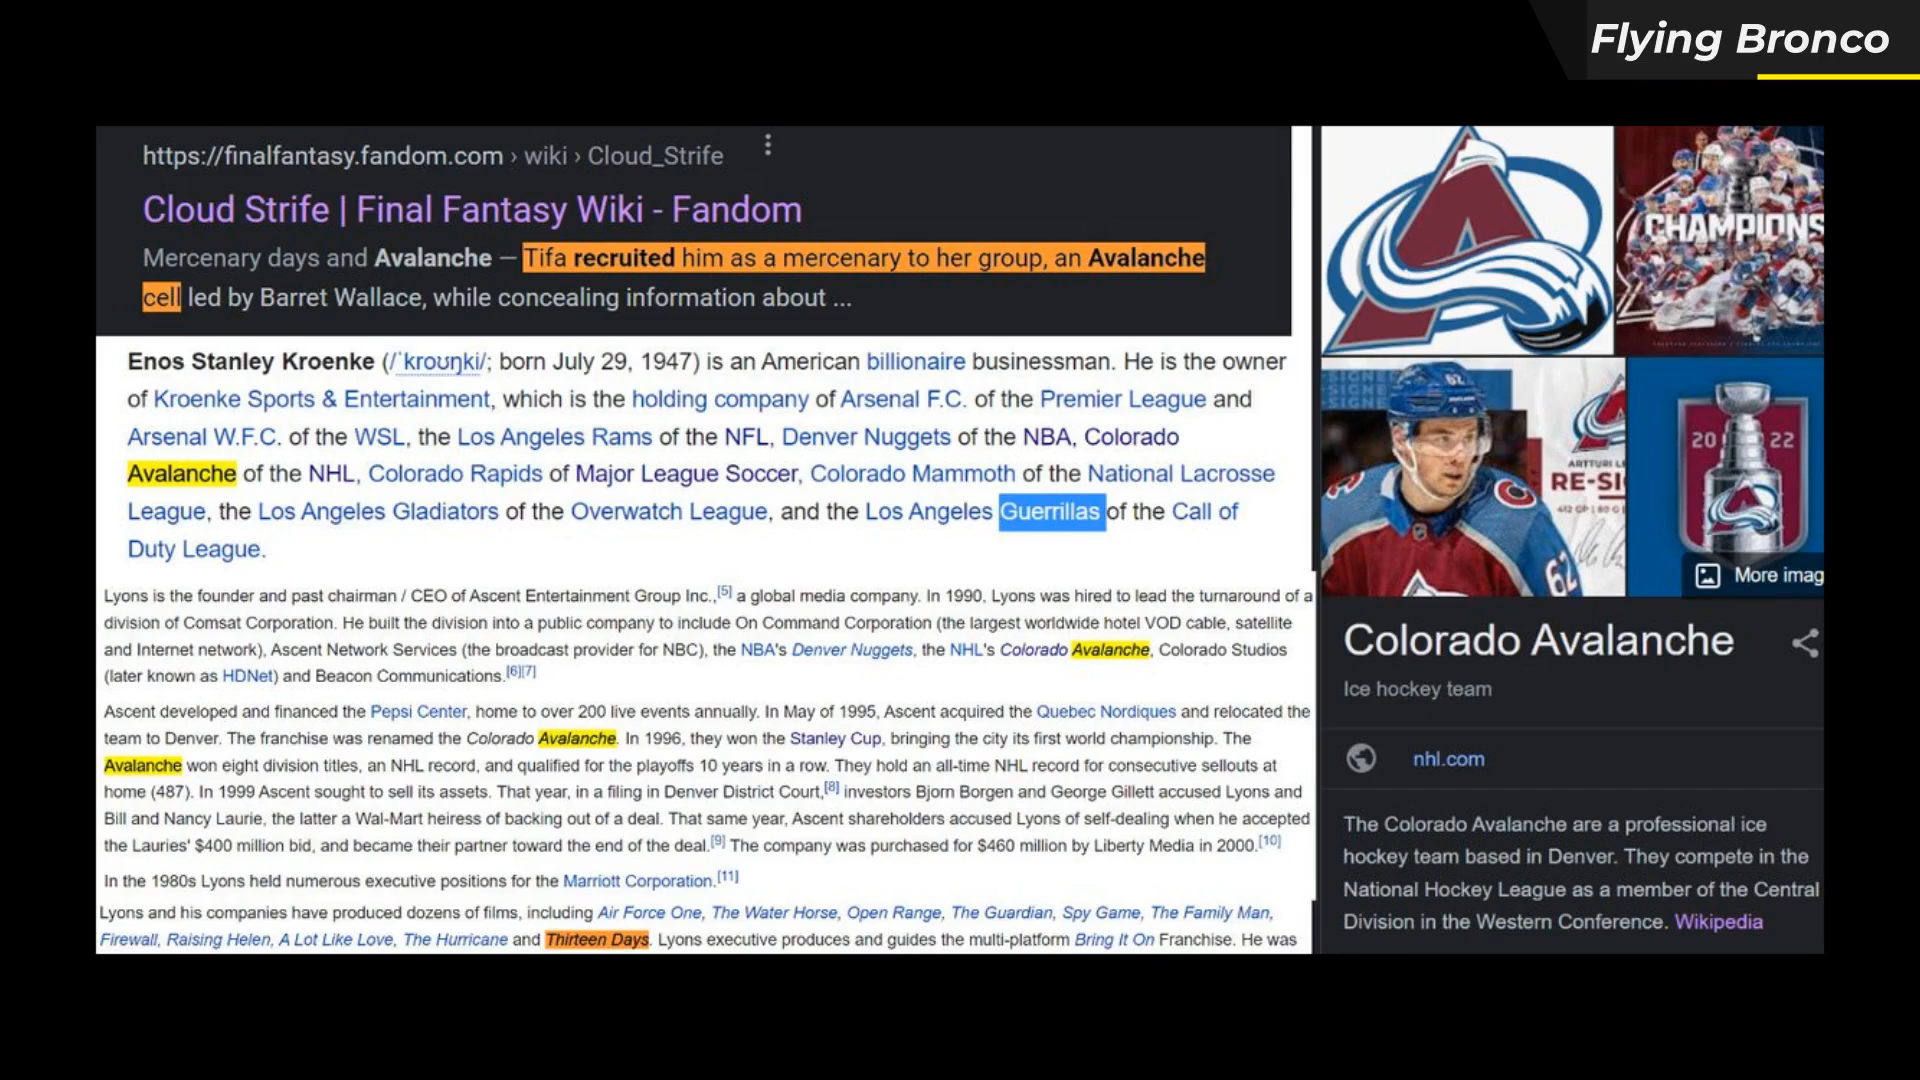 Flying Bronco
https://finalfantasy.fandom.com › wiki › Cloud_Strife
Cloud Strife | Final Fantasy Wiki - Fandom
Mercenary days and Avalanche — Tifa recruited him as a mercenary to her group, an Avalanche
cell led by Barret Wallace, while concealing information about ...
Enos Stanley Kroenke (/ˈkroʊŋki/; born July 29, 1947) is an American billionaire businessman. He is the owner
of Kroenke Sports & Entertainment, which is the holding company of Arsenal F.C. of the Premier League and
Arsenal W.F.C. of the WSL, the Los Angeles Rams of the NFL, Denver Nuggets of the NBA, Colorado
Avalanche of the NHL, Colorado Rapids of Major League Soccer, Colorado Mammoth of the National Lacrosse
League, the Los Angeles Gladiators of the Overwatch League, and the Los Angeles Guerrillas of the Call of
Duty League.
Lyons is the founder and past chairman / CEO of Ascent Entertainment Group Inc.,[5] a global media company. In 1990, Lyons was hired to lead the turnaround of a
division of Comsat Corporation. He built the division into a public company to include On Command Corporation (the largest worldwide hotel VOD cable, satellite
and Internet network), Ascent Network Services (the broadcast provider for NBC), the NBA's Denver Nuggets, the NHL's Colorado Avalanche, Colorado Studios
(later known as HDNet) and Beacon Communications.[6][7]
Ascent developed and financed the Pepsi Center, home to over 200 live events annually. In May of 1995, Ascent acquired the Quebec Nordiques and relocated the
team to Denver. The franchise was renamed the Colorado Avalanche. In 1996, they won the Stanley Cup, bringing the city its first world championship. The
Avalanche won eight division titles, an NHL record, and qualified for the playoffs 10 years in a row. They hold an all-time NHL record for consecutive sellouts at
home (487). In 1999 Ascent sought to sell its assets. That year, in a filing in Denver District Court,[8] investors Bjorn Borgen and George Gillett accused Lyons and
Bill and Nancy Laurie, the latter a Wal-Mart heiress of backing out of a deal. That same year, Ascent shareholders accused Lyons of self-dealing when he accepted
the Lauries' $400 million bid, and became their partner toward the end of the deal.[9] The company was purchased for $460 million by Liberty Media in 2000.[10]
In the 1980s Lyons held numerous executive positions for the Marriott Corporation.[11]
Lyons and his companies have produced dozens of films, including Air Force One, The Water Horse, Open Range, The Guardian, Spy Game, The Family Man,
Firewall, Raising Helen, A Lot Like Love, The Hurricane and Thirteen Days. Lyons executive produces and guides the multi-platform Bring It On Franchise. He was
CHAMPIONS
62
ARTTURI
RE-SI
62
20 22
More imag
Colorado Avalanche
Ice hockey team
nhl.com
The Colorado Avalanche are a professional ice
hockey team based in Denver. They compete in the
National Hockey League as a member of the Central
Division in the Western Conference. Wikipedia